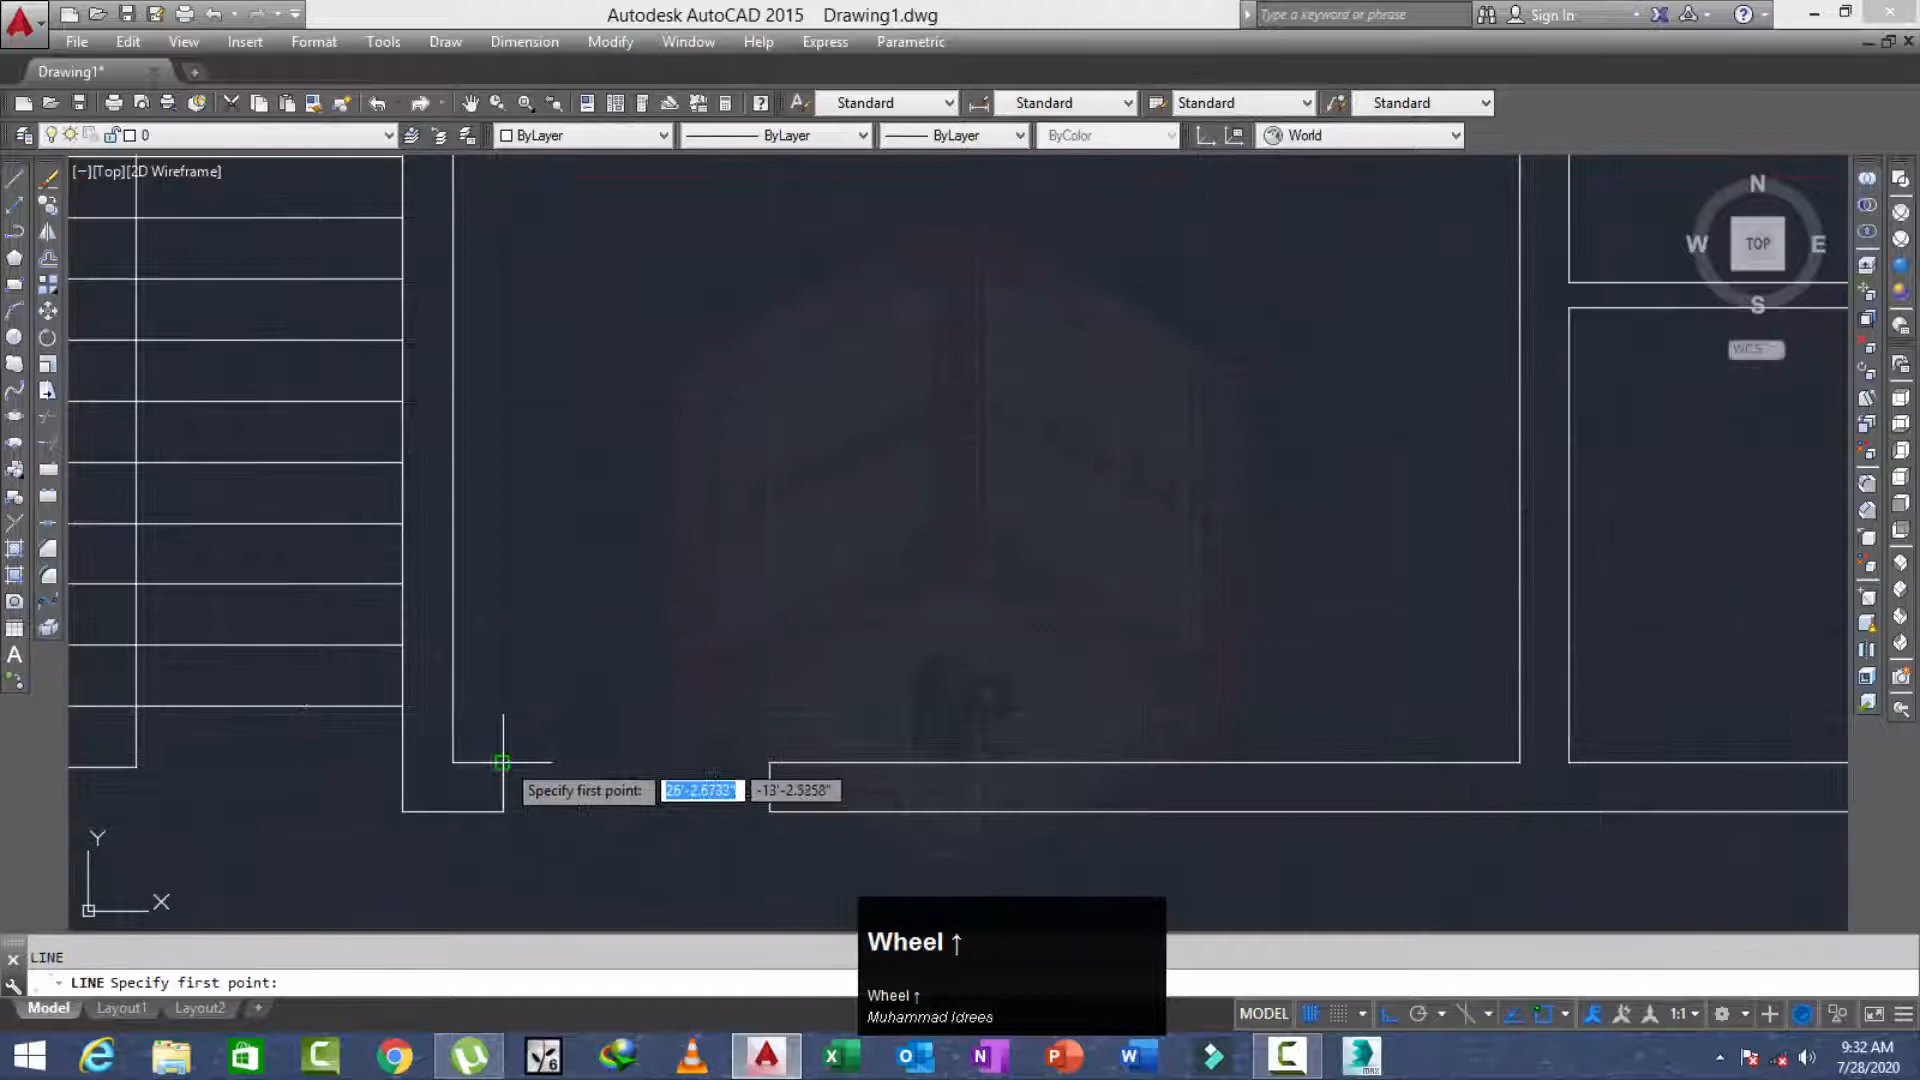 Autodesk AutoCAD 2015 Drawing1.dwg
Type a keyword or phrase
Sign In
File Edit View Insert Format Tools Draw Dimension Modify Window Help Express Parametric
Drawing1*
Standard Standard Standard Standard
0 ByLayer ByLayer ByLayer ByColor World
[−][Top][2D Wireframe]
N
W TOP E
S
WCS
Specify first point: 26'-2.6733" -13'-2.5258"
Y
X
Wheel ↑
Wheel ↑
Muhammad Idrees
LINE
LINE Specify first point:
Model Layout1 Layout2 +
MODEL 1:1
9:32 AM
7/28/2020